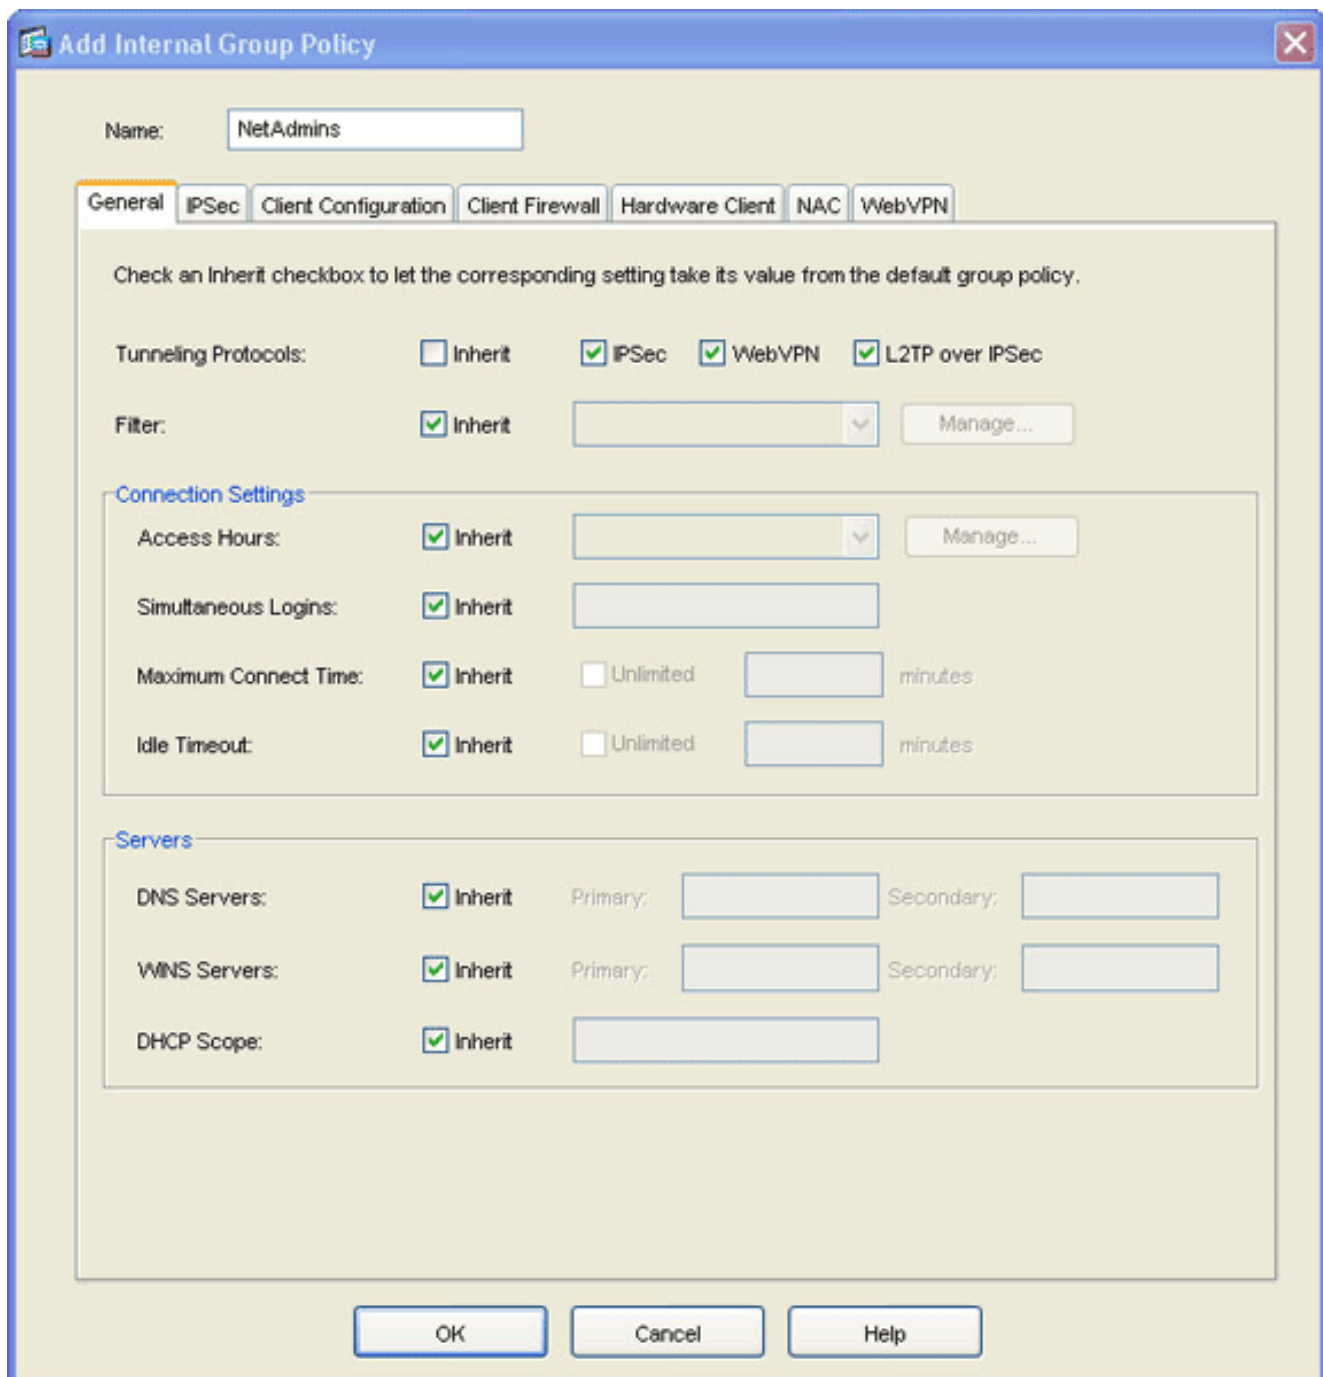 Add Internal Group Policy
Name: NetAdmins
General IPSec Client Configuration Client Firewall Hardware Client NAC WebVPN
Check an Inherit checkbox to let the corresponding setting take its value from the default group policy.
Tunneling Protocols: Inherit IPSec WebVPN L2TP over IPSec
Filter: Inherit Manage...
Connection Settings
Access Hours: Inherit Manage...
Simultaneous Logins: Inherit
Maximum Connect Time: Inherit Unlimited minutes
Idle Timeout: Inherit Unlimited minutes
Servers
DNS Servers: Inherit Primary: Secondary:
WINS Servers: Inherit Primary: Secondary:
DHCP Scope: Inherit
OK Cancel Help